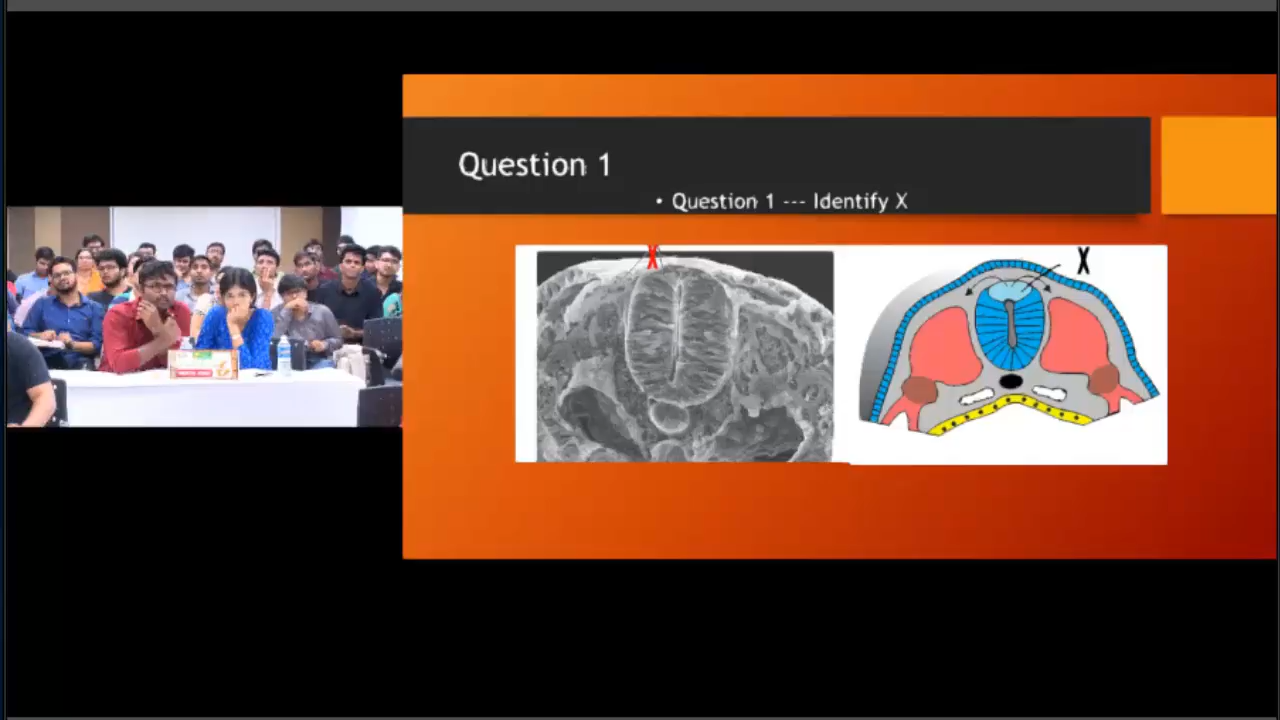 Question 1
• Question 1 --- Identify X
X
X